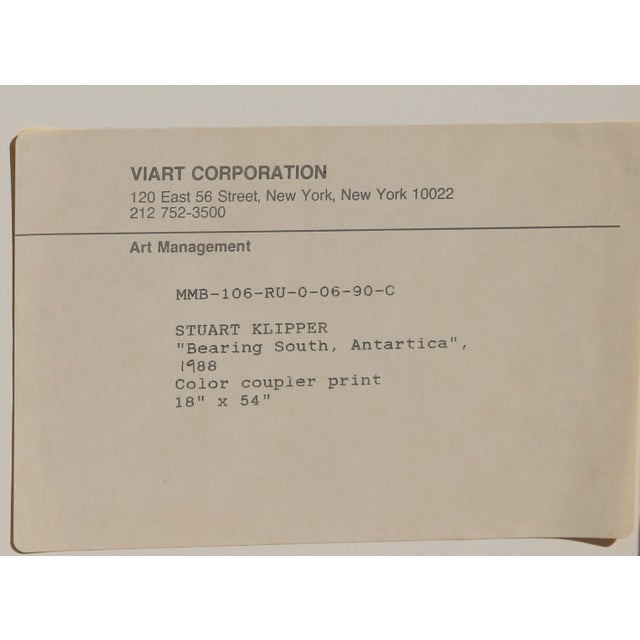 VIART CORPORATION
120 East 56 Street, New York, New York 10022
212 752-3500
Art Management
MMB-106-RU-0-06-90-C
STUART KLIPPER
"Bearing South, Antartica",
1988
Color coupler print
18" x 54"